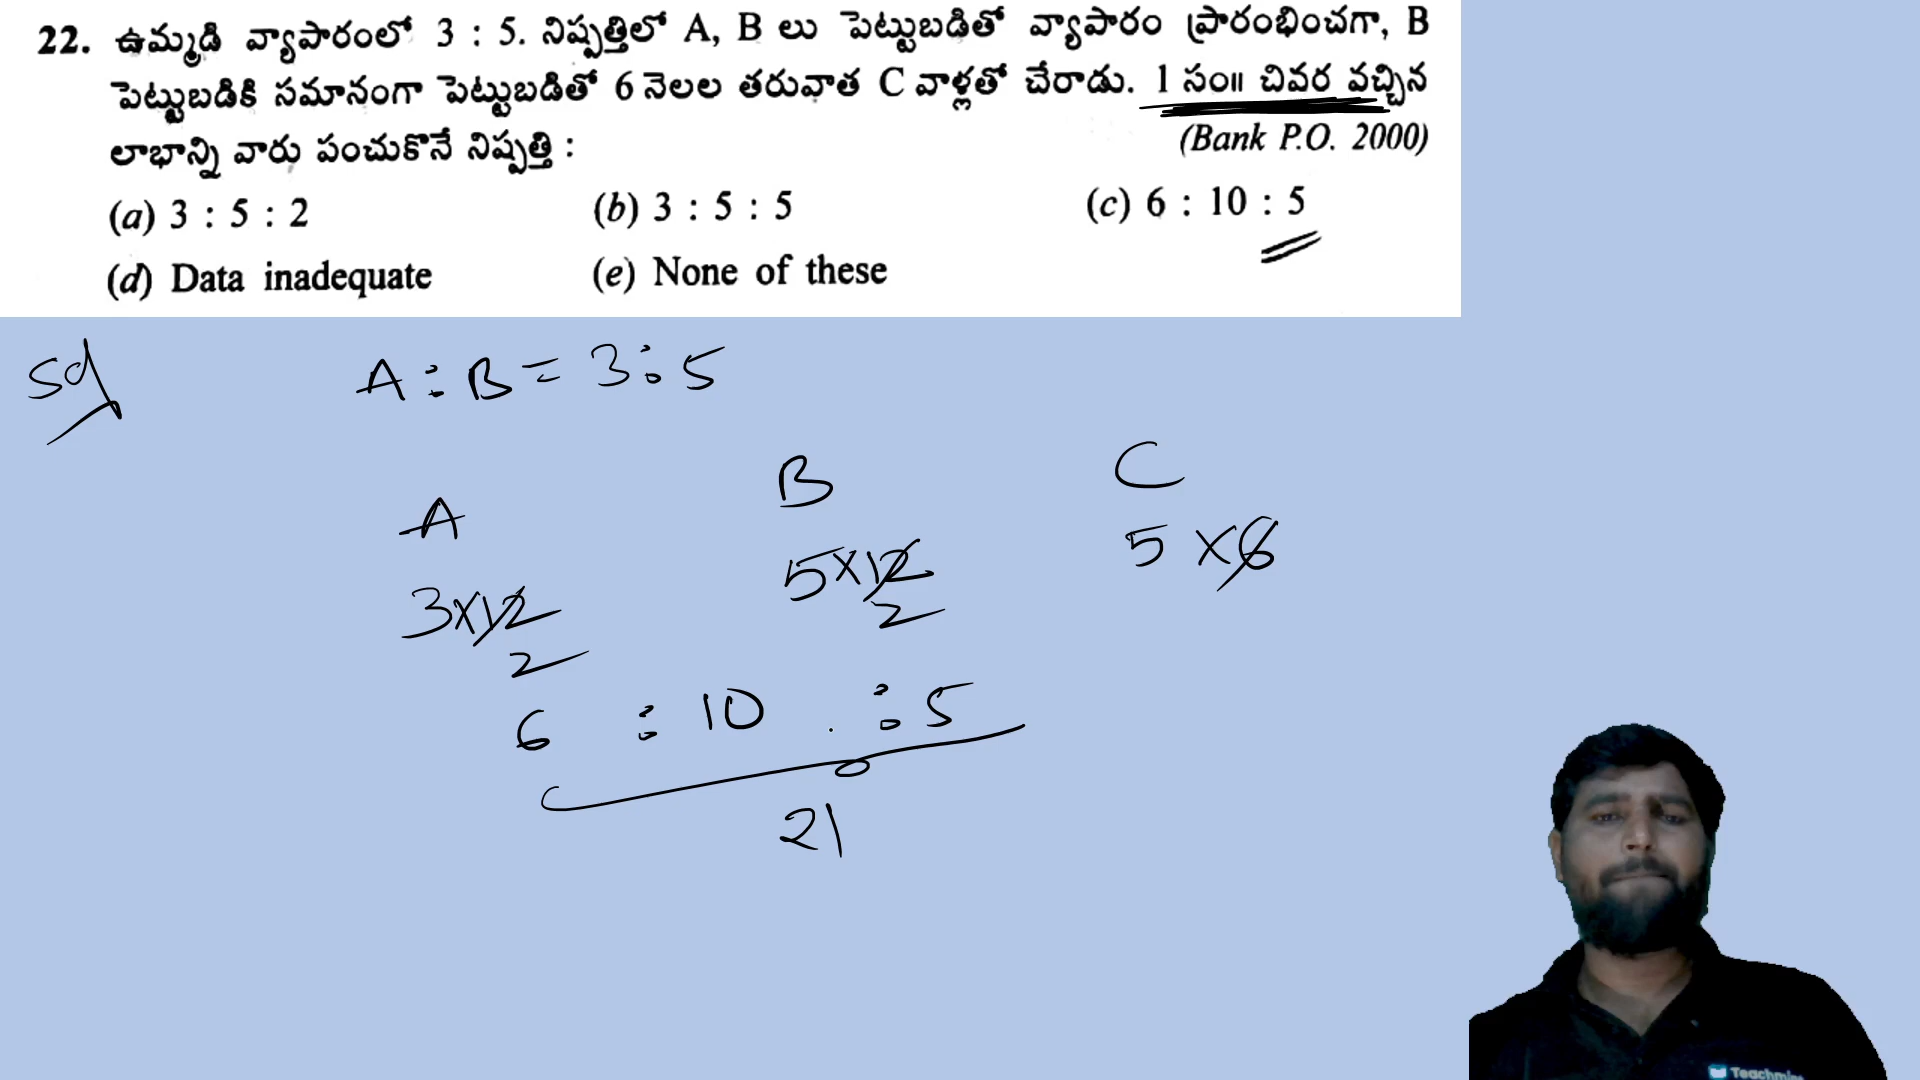 22. ఉమ్మడి వ్యాపారంలో 3 : 5. నిష్పత్తిలో A, B లు పెట్టుబడితో వ్యాపారం ప్రారంభించగా, B
పెట్టుబడికి సమానంగా పెట్టుబడితో 6 నెలల తరువాత C వాళ్లతో చేరాడు. 1 సం॥ చివర వచ్చిన
లాభాన్ని వారు పంచుకొనే నిష్పత్తి :
(Bank P.O. 2000)
(a) 3 : 5 : 2 (b) 3 : 5 : 5 (c) 6 : 10 : 5
(d) Data inadequate (e) None of these
A : B = 3 : 5
A B C
3×12 5×12 5×6
2 2
6 : 10 : 5
21